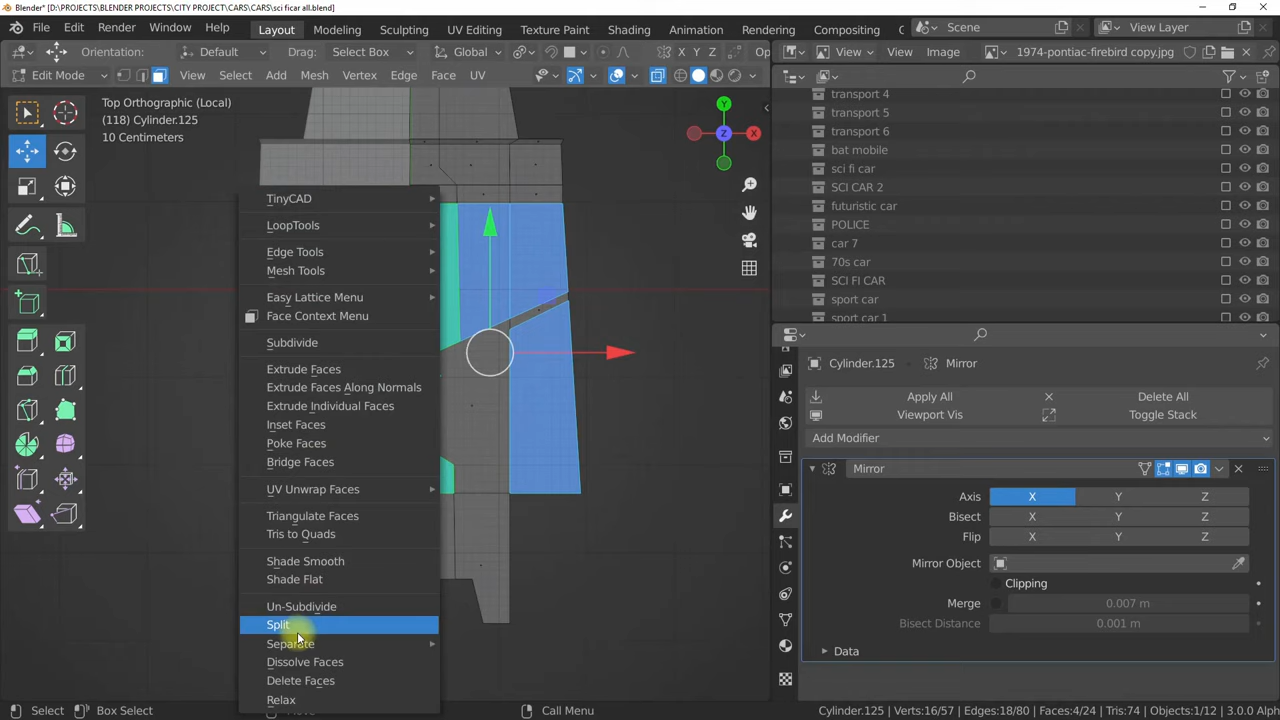 Blender* [D:\PROJECTS\BLENDER PROJECTS\CITY PROJECT\CARS\CARS\sci ficar all.blend]
File Edit Render Window Help Layout Modeling Sculpting UV Editing Texture Paint Shading Animation Rendering Compositing Scene View Layer
Orientation: Default Drag: Select Box Global X Y Z Op View View Image 1974-pontiac-firebird copy.jpg
Edit Mode View Select Add Mesh Vertex Edge Face UV
Top Orthographic (Local)
(118) Cylinder.125
10 Centimeters
Y
Z
X
TinyCAD
LoopTools
Edge Tools
Mesh Tools
Easy Lattice Menu
Face Context Menu
Subdivide
Extrude Faces
Extrude Faces Along Normals
Extrude Individual Faces
Inset Faces
Poke Faces
Bridge Faces
UV Unwrap Faces
Triangulate Faces
Tris to Quads
Shade Smooth
Shade Flat
Un-Subdivide
Split
Separate
Dissolve Faces
Delete Faces
Relax
transport 4
transport 5
transport 6
bat mobile
sci fi car
SCI CAR 2
futuristic car
POLICE
car 7
70s car
SCI FI CAR
sport car
sport car 1
Cylinder.125 Mirror
Apply All Delete All
Viewport Vis Toggle Stack
Add Modifier
Mirror
Axis X Y Z
Bisect X Y Z
Flip X Y Z
Mirror Object
Clipping
Merge 0.007 m
Bisect Distance 0.001 m
Data
Select Box Select Call Menu Cylinder.125 | Verts:16/57 | Edges:18/80 | Faces:4/24 | Tris:74 | Objects:1/12 | 3.0.0 Alph